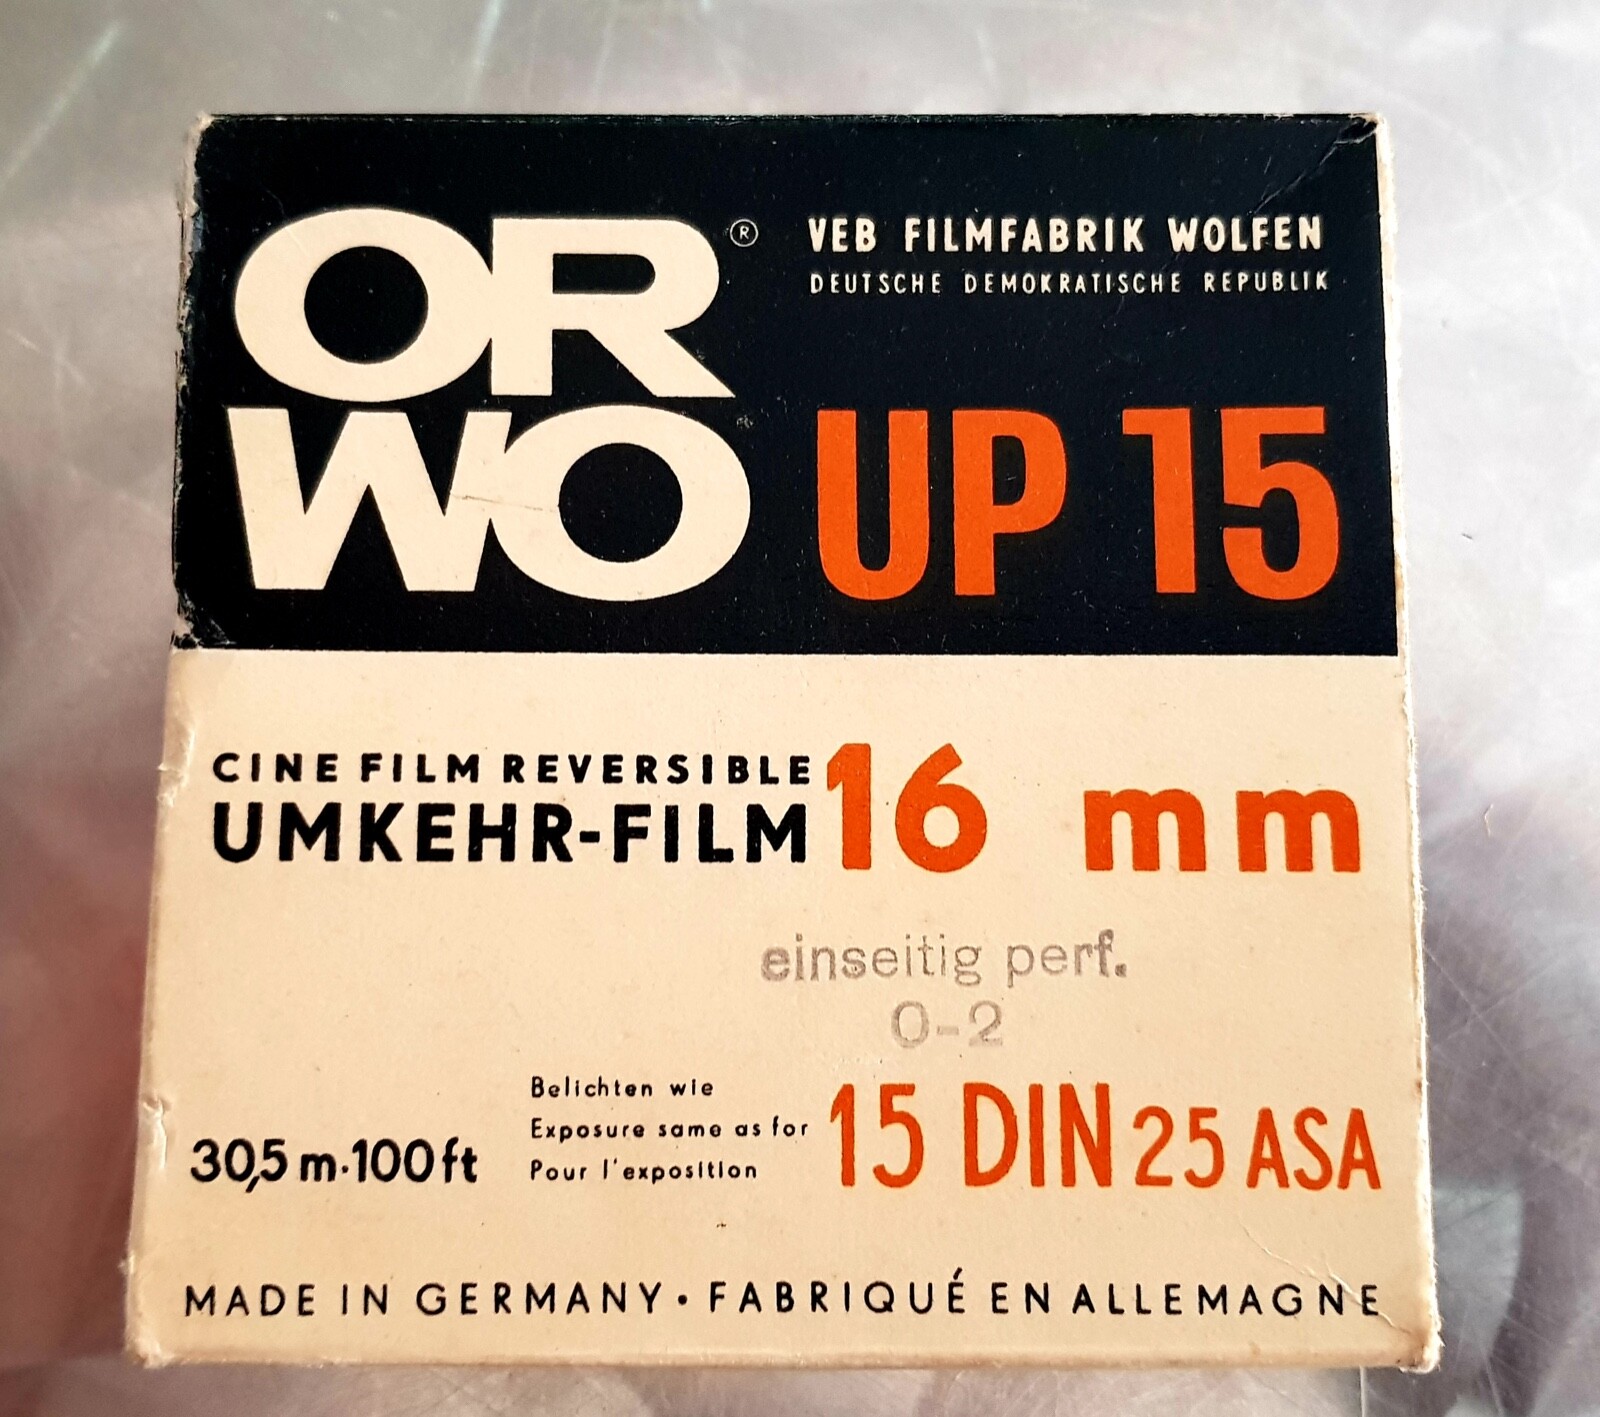 OR
WO
®
VEB FILMFABRIK WOLFEN
DEUTSCHE DEMOKRATISCHE REPUBLIK
UP 15
CINE FILM REVERSIBLE
UMKEHR-FILM
16 mm
einseitig perf.
0-2
30,5 m·100 ft
Belichten wie
Exposure same as for
Pour l'exposition
15 DIN 25 ASA
MADE IN GERMANY · FABRIQUÉ EN ALLEMAGNE